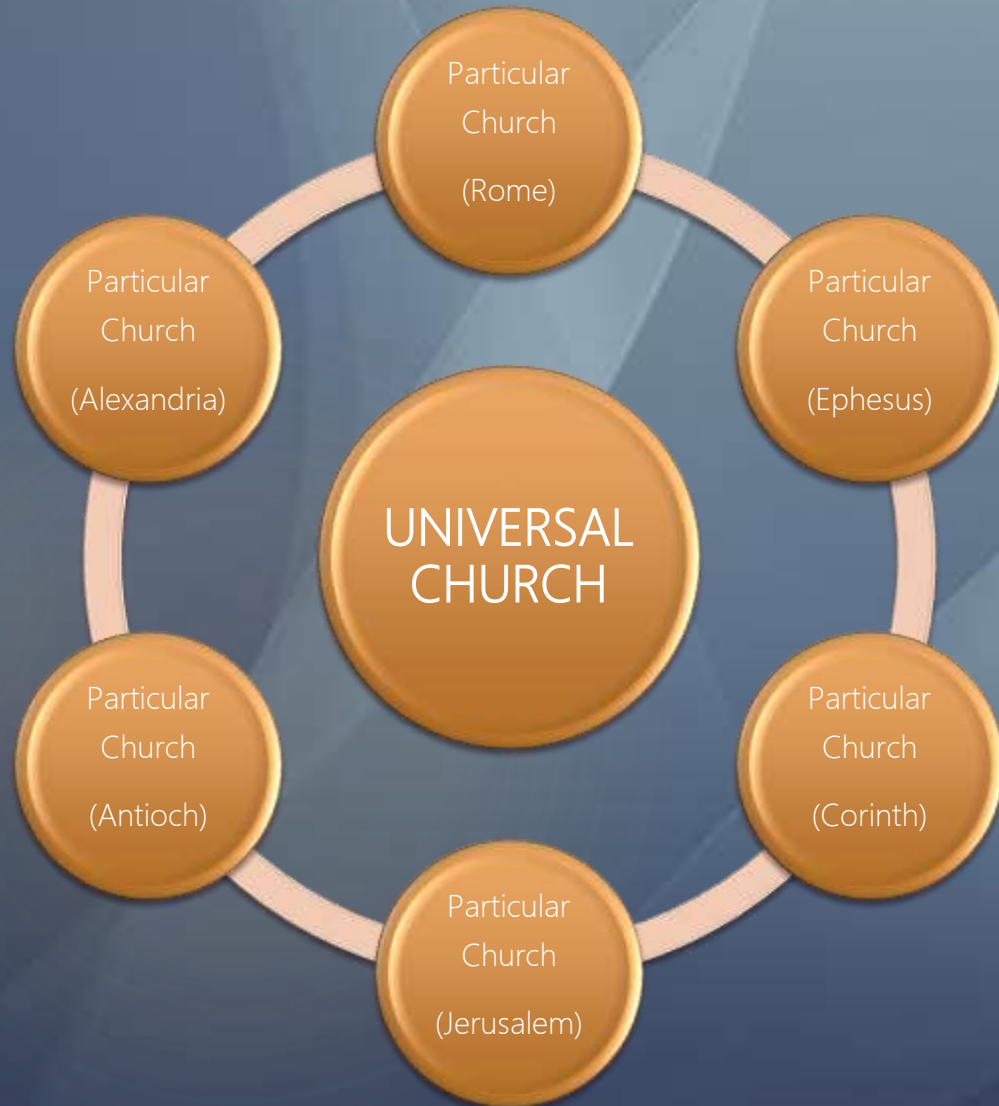 Particular
Church
(Rome)
Particular
Church
(Alexandria)
Particular
Church
(Ephesus)
UNIVERSAL
CHURCH
Particular
Church
(Antioch)
Particular
Church
(Corinth)
Particular
Church
(Jerusalem)